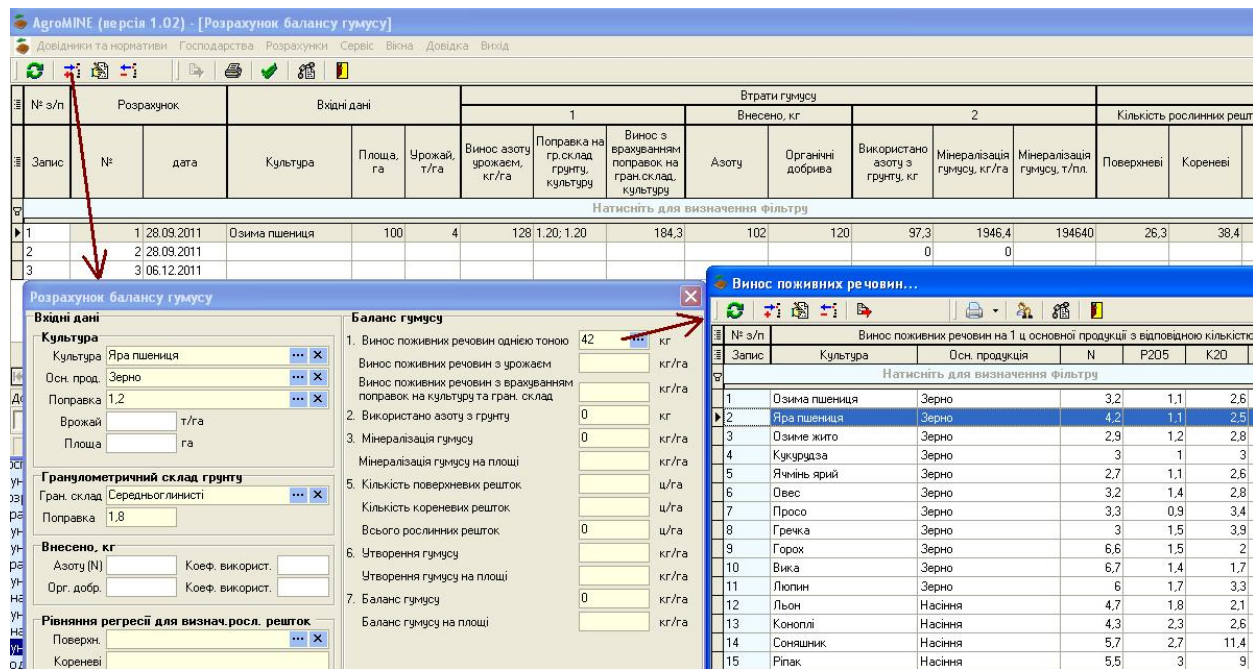 AgroMINE (версія 1.02) - [Розрахунок балансу гумусу]
Довідники та нормативи Господарства Розрахунки Сервіс Вікна Довідка Вихід
№ з/п Розрахунок Вхідні дані Втрати гумусу
1 Внесено, кг 2 Кількість рослинних решт
Запис № дата Культура Площа, га Урожай, т/га Винос азоту урожаєм, кг/га Поправка на гр.склад грунту, культуру Винос з врахуванням поправок на гран.склад, культуру Азоту Органічні добрива Використано азоту з грунту, кг Мінералізація гумусу, кг/га Мінералізація гумусу, т/пл. Поверхневі Кореневі
Натисніть для визначення фільтру
1 1 28.09.2011 Озима пшениця 100 4 128 1.20; 1.20 184,3 102 120 97,3 1946,4 194640 26,3 38,4
2 2 28.09.2011 0 0
3 3 06.12.2011
Розрахунок балансу гумусу
Вхідні дані
Культура
Культура Яра пшениця
Осн. прод. Зерно
Поправка 1,2
Врожай т/га
Площа га
Гранулометричний склад грунту
Гран. склад Середньоглинисті
Поправка 1,8
Внесено, кг
Азоту (N) Коеф. використ.
Орг. добр. Коеф. використ.
Рівняння регресії для визнач.росл. решток
Поверхн.
Кореневі
Баланс гумусу
1. Винос поживних речовин однією тоною 42 кг
Винос поживних речовин з урожаєм кг/га
Винос поживних речовин з врахуванням
поправок на культуру та гран. склад кг/га
2. Використано азоту з грунту 0 кг
3. Мінералізація гумусу 0 кг/га
Мінералізація гумусу на площі кг/га
5. Кількість поверхневих решток ц/га
Кількість кореневих решток ц/га
Всього рослинних решток 0 ц/га
6. Утворення гумусу кг/га
Утворення гумусу на площі кг/га
7. Баланс гумусу 0 кг/га
Баланс гумусу на площі кг/га
Винос поживних речовин...
№ з/п Винос поживних речовин на 1 ц основної продукції з відповідною кількістю
Запис Культура Осн. продукція N P2O5 K2O
Натисніть для визначення фільтру
1 Озима пшениця Зерно 3,2 1,1 2,6
2 Яра пшениця Зерно 4,2 1,1 2,5
3 Озиме жито Зерно 2,9 1,2 2,8
4 Кукурудза Зерно 3 1 3
5 Ячмінь ярий Зерно 2,7 1,1 2,6
6 Овес Зерно 3,2 1,4 2,8
7 Просо Зерно 3,3 0,9 3,4
8 Гречка Зерно 3 1,5 3,9
9 Горох Зерно 6,6 1,5 2
10 Вика Зерно 6,7 1,4 1,7
11 Люпин Зерно 6 1,7 3,3
12 Льон Насіння 4,7 1,8 2,1
13 Коноплі Насіння 4,3 2,3 2,6
14 Соняшник Насіння 5,7 2,7 11,4
15 Ріпак Насіння 5,5 3 9